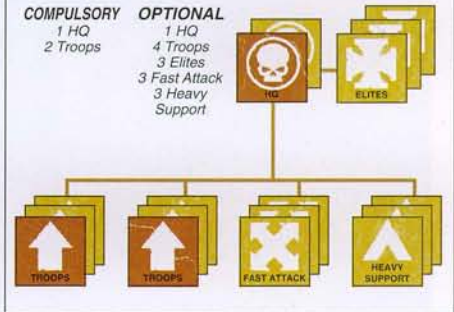 COMPULSORY
1 HQ
2 Troops
OPTIONAL
1 HQ
4 Troops
3 Elites
3 Fast Attack
3 Heavy
Support
HQ
ELITES
TROOPS
TROOPS
FAST ATTACK
HEAVY
SUPPORT